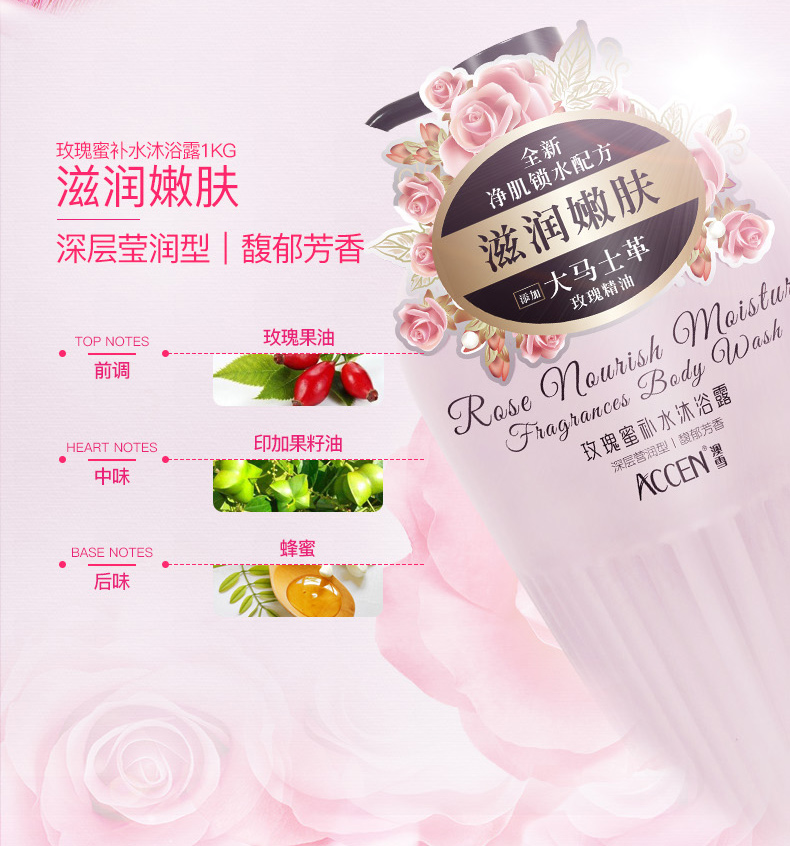 玫瑰蜜补水沐浴露1KG
滋润嫩肤
深层莹润型｜馥郁芳香
TOP NOTES
前调
玫瑰果油
HEART NOTES
中味
印加果籽油
BASE NOTES
后味
蜂蜜
全新
净肌锁水配方
滋润嫩肤
添加 大马士革
玫瑰精油
Rose Nourish Moistur
Fragrances Body Wash
玫瑰蜜补水沐浴露
深层莹润型｜馥郁芳香
ACCEN® 澳雪